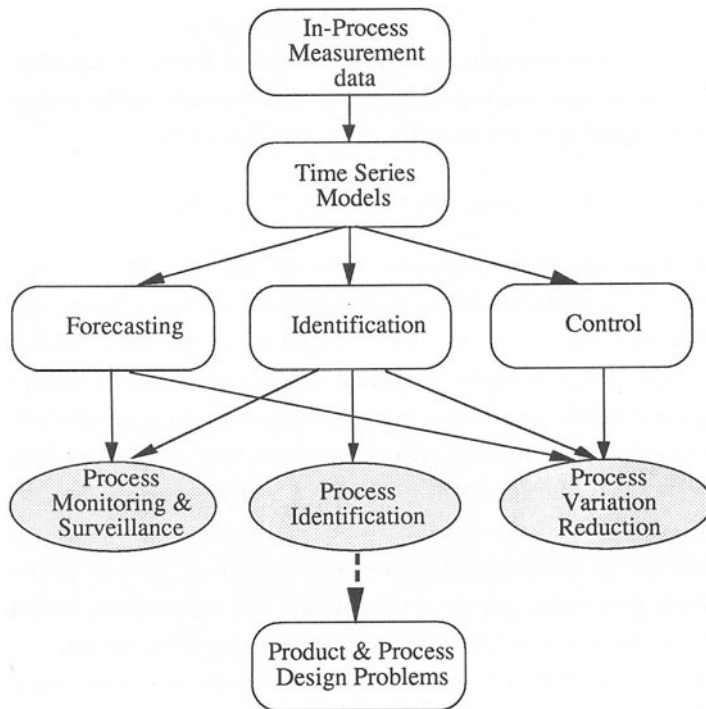 In-Process
Measurement
data
Time Series
Models
Forecasting
Identification
Control
Process
Monitoring &
Surveillance
Process
Identification
Process
Variation
Reduction
Product & Process
Design Problems